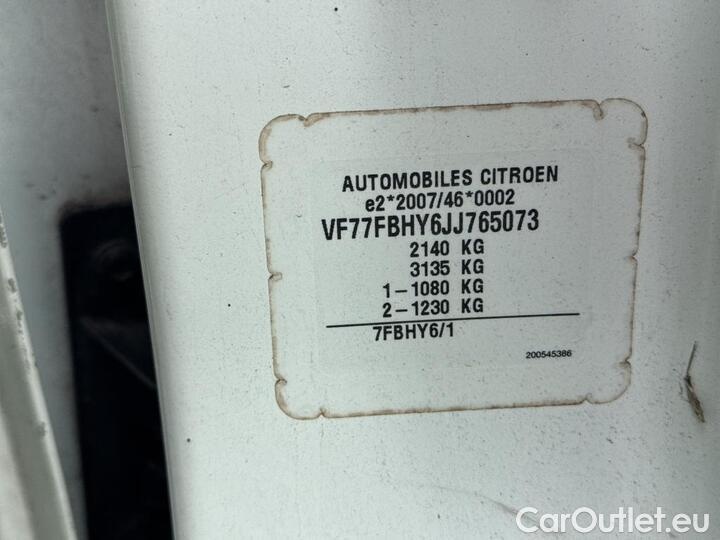 AUTOMOBILES CITROEN
e2*2007/46*0002
VF77FBHY6JJ765073
2140 KG
3135 KG
1-1080 KG
2-1230 KG
7FBHY6/1
200545386
CarOutlet.eu